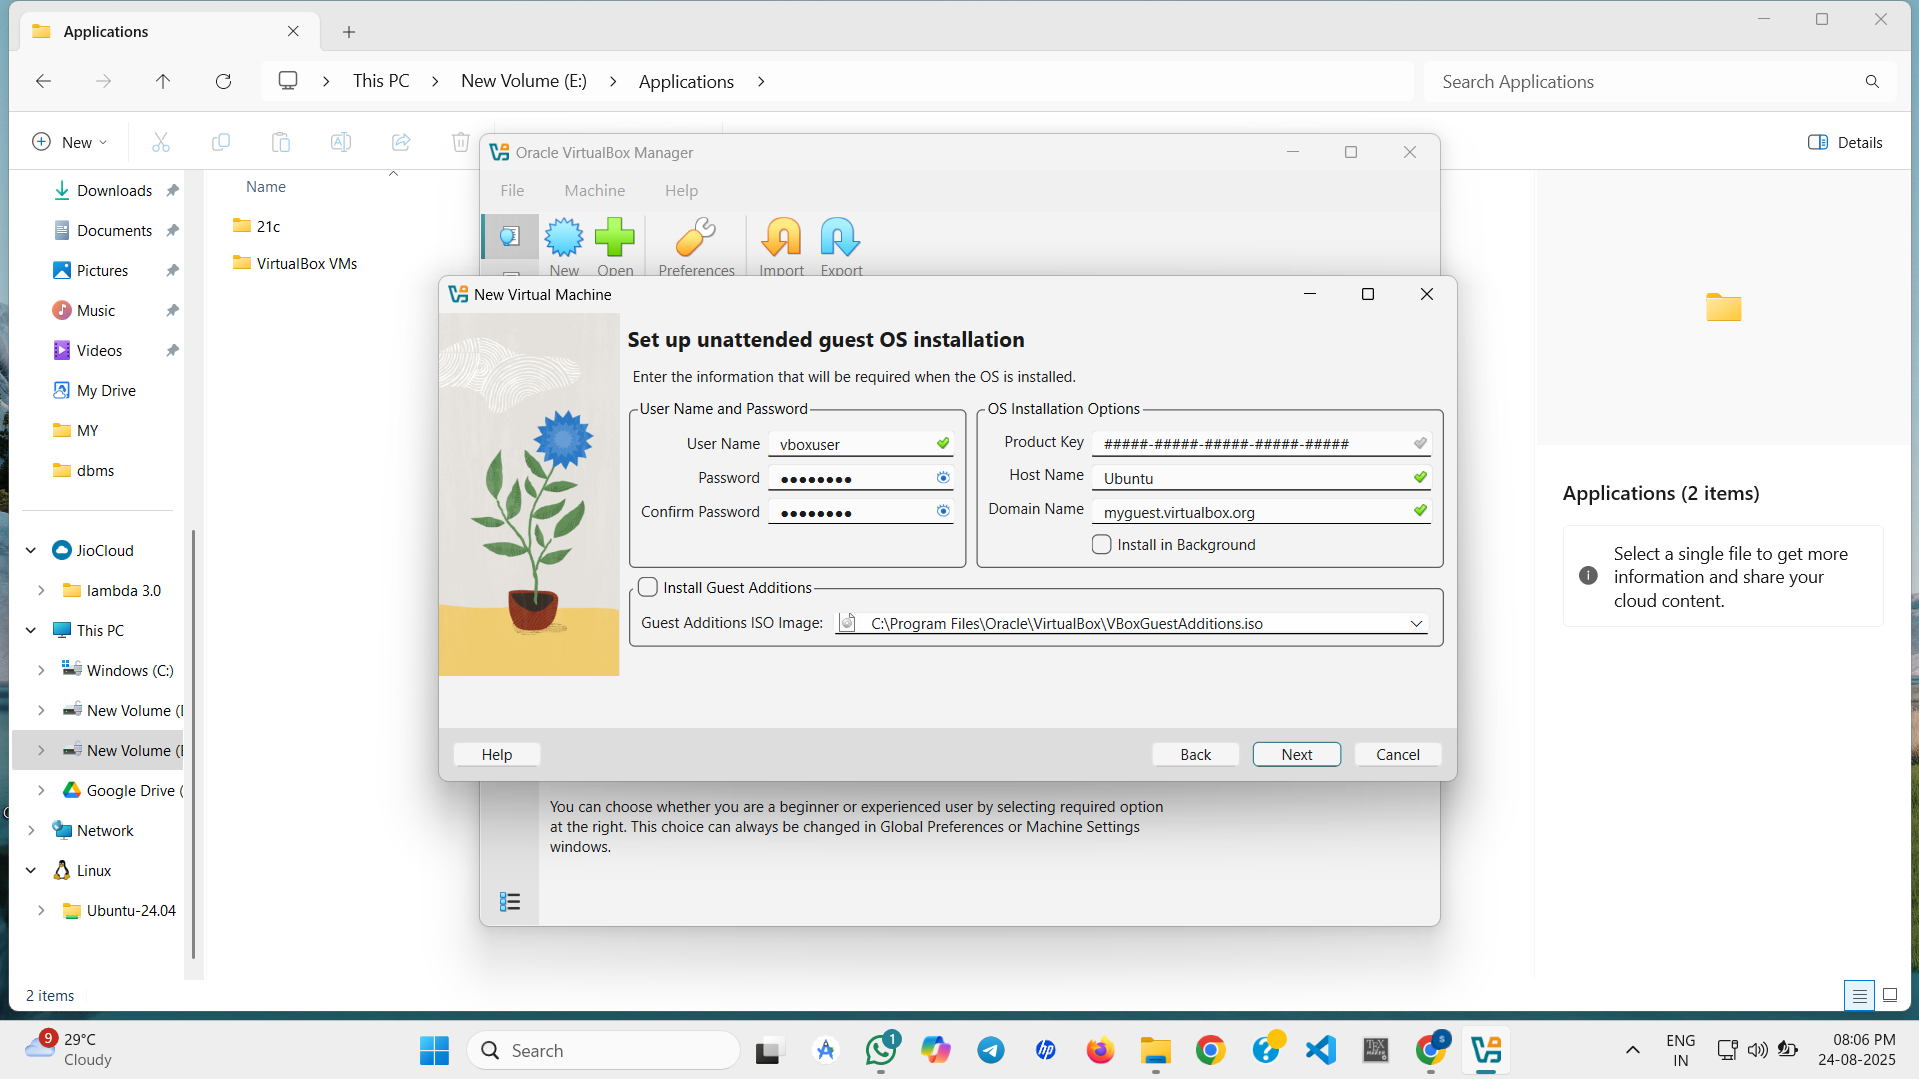 Applications
This PC
New Volume (E:)
Applications
Search Applications
New
Details
Downloads
Documents
Pictures
Music
Videos
My Drive
MY
dbms
JioCloud
lambda 3.0
This PC
Windows (C:)
New Volume (
New Volume (
Google Drive (
Network
Linux
Ubuntu-24.04
2 items
Name
21c
VirtualBox VMs
Oracle VirtualBox Manager
File Machine Help
New Open Preferences Import Export
New Virtual Machine
Set up unattended guest OS installation
Enter the information that will be required when the OS is installed.
User Name and Password
User Name vboxuser
Password ●●●●●●●●
Confirm Password ●●●●●●●●
OS Installation Options
Product Key #####-#####-#####-#####-#####
Host Name Ubuntu
Domain Name myguest.virtualbox.org
Install in Background
Install Guest Additions
Guest Additions ISO Image: C:\Program Files\Oracle\VirtualBox\VBoxGuestAdditions.iso
Help Back Next Cancel
You can choose whether you are a beginner or experienced user by selecting required option
at the right. This choice can always be changed in Global Preferences or Machine Settings
windows.
Applications (2 items)
Select a single file to get more
information and share your
cloud content.
9
29°C
Cloudy
Search
1
hp
TEX
MAKER
S
ENG
IN
08:06 PM
24-08-2025